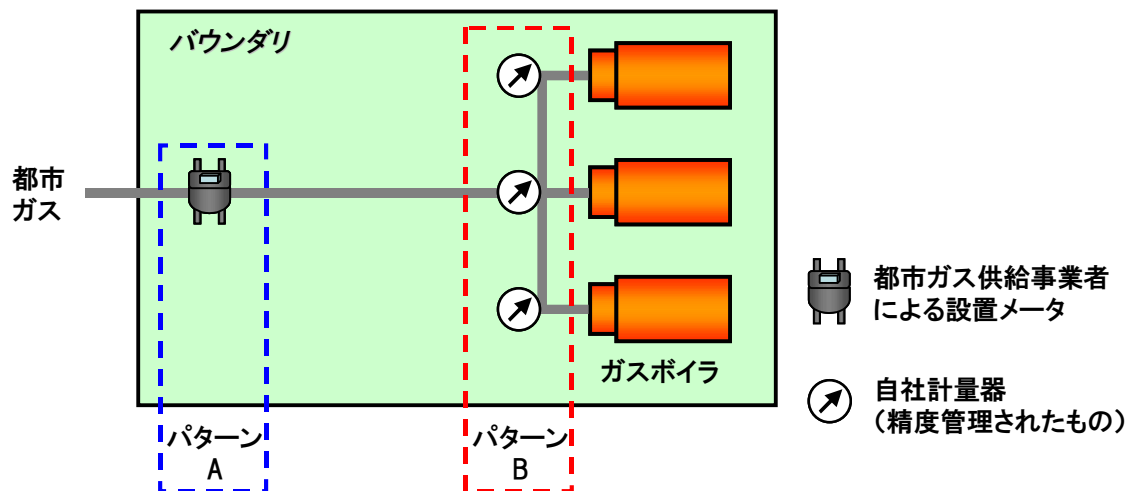 バウンダリ
都市
ガス
ガスボイラ
パターン
A
パターン
B
都市ガス供給事業者
による設置メータ
自社計量器
(精度管理されたもの)